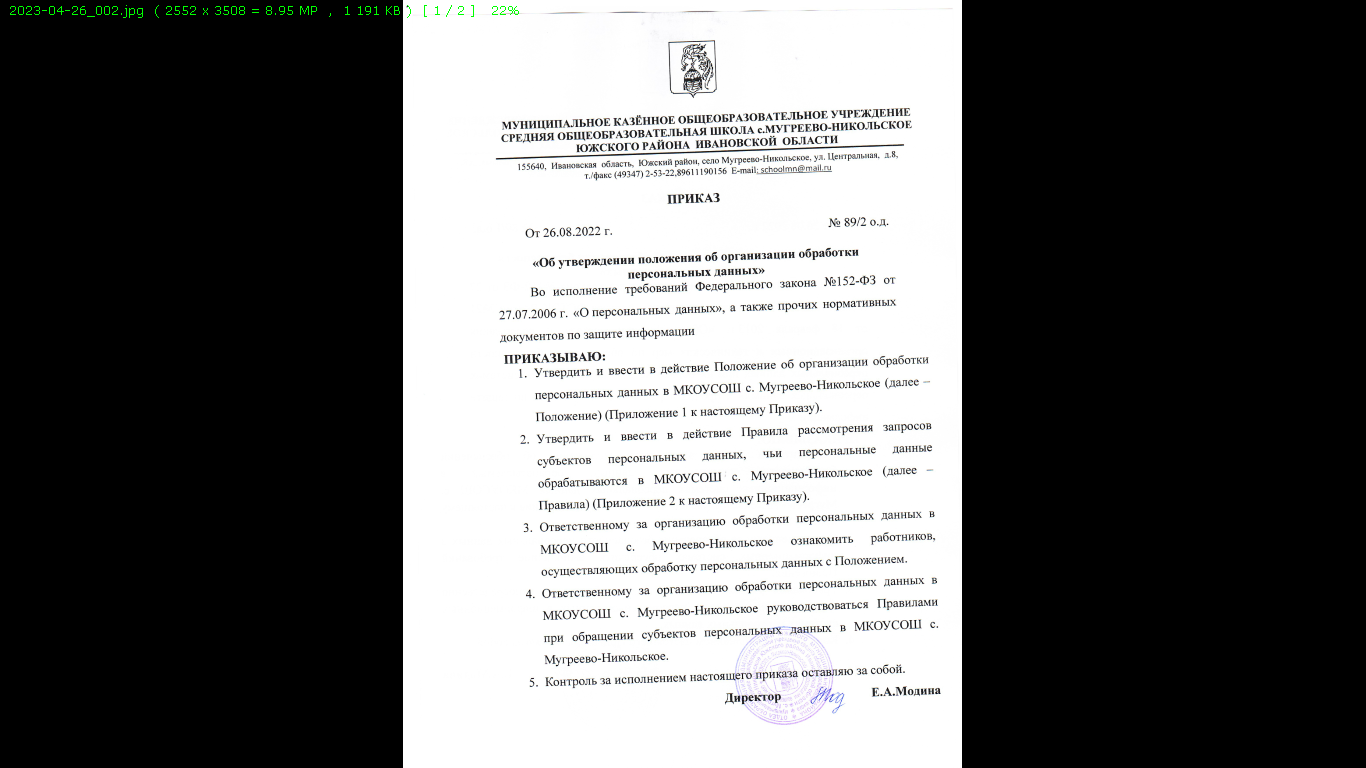 2023-04-26_002.jpg ( 2552 x 3508 = 8.95 MP , 1 191 KB ) [ 1 / 2 ] 22%
МУНИЦИПАЛЬНОЕ КАЗЁННОЕ ОБЩЕОБРАЗОВАТЕЛЬНОЕ УЧРЕЖДЕНИЕ
СРЕДНЯЯ ОБЩЕОБРАЗОВАТЕЛЬНАЯ ШКОЛА с.МУГРЕЕВО-НИКОЛЬСКОЕ
ЮЖСКОГО РАЙОНА ИВАНОВСКОЙ ОБЛАСТИ
155640, Ивановская область, Южский район, село Мугреево-Никольское, ул. Центральная, д.8,
т./факс (49347) 2-53-22,89611190156 E-mail: schoolmn@mail.ru
ПРИКАЗ
От 26.08.2022 г. № 89/2 о.д.
«Об утверждении положения об организации обработки
персональных данных»
Во исполнение требований Федерального закона №152-ФЗ от
27.07.2006 г. «О персональных данных», а также прочих нормативных
документов по защите информации
ПРИКАЗЫВАЮ:
1. Утвердить и ввести в действие Положение об организации обработки
персональных данных в МКОУСОШ с. Мугреево-Никольское (далее –
Положение) (Приложение 1 к настоящему Приказу).
2. Утвердить и ввести в действие Правила рассмотрения запросов
субъектов персональных данных, чьи персональные данные
обрабатываются в МКОУСОШ с. Мугреево-Никольское (далее –
Правила) (Приложение 2 к настоящему Приказу).
3. Ответственному за организацию обработки персональных данных в
МКОУСОШ с. Мугреево-Никольское ознакомить работников,
осуществляющих обработку персональных данных с Положением.
4. Ответственному за организацию обработки персональных данных в
МКОУСОШ с. Мугреево-Никольское руководствоваться Правилами
при обращении субъектов персональных данных в МКОУСОШ с.
Мугреево-Никольское.
5. Контроль за исполнением настоящего приказа оставляю за собой.
Директор Е.А.Модина